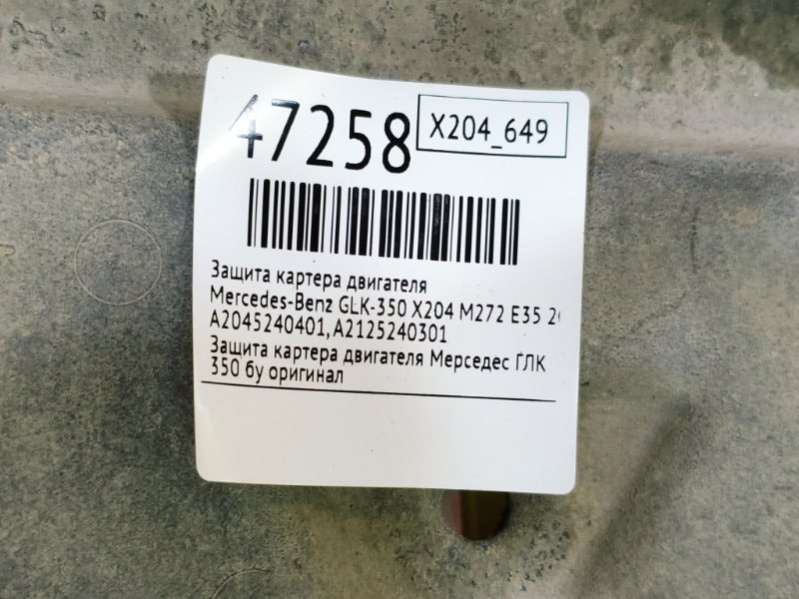 47258
X204_649
Защита картера двигателя
Mercedes-Benz GLK-350 X204 M272 E35
A2045240401, A2125240301
Защита картера двигателя Мерседес ГЛК
350 бу оригинал